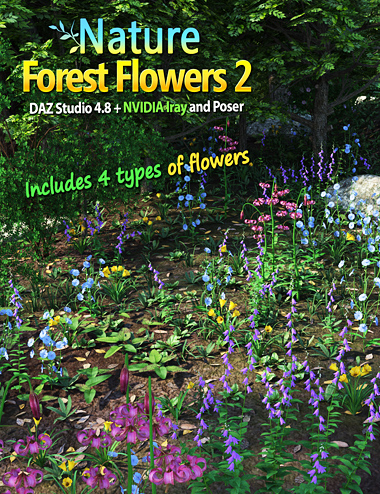 Nature
Forest Flowers 2
DAZ Studio 4.8 + NVIDIA Iray and Poser
Includes 4 types of flowers